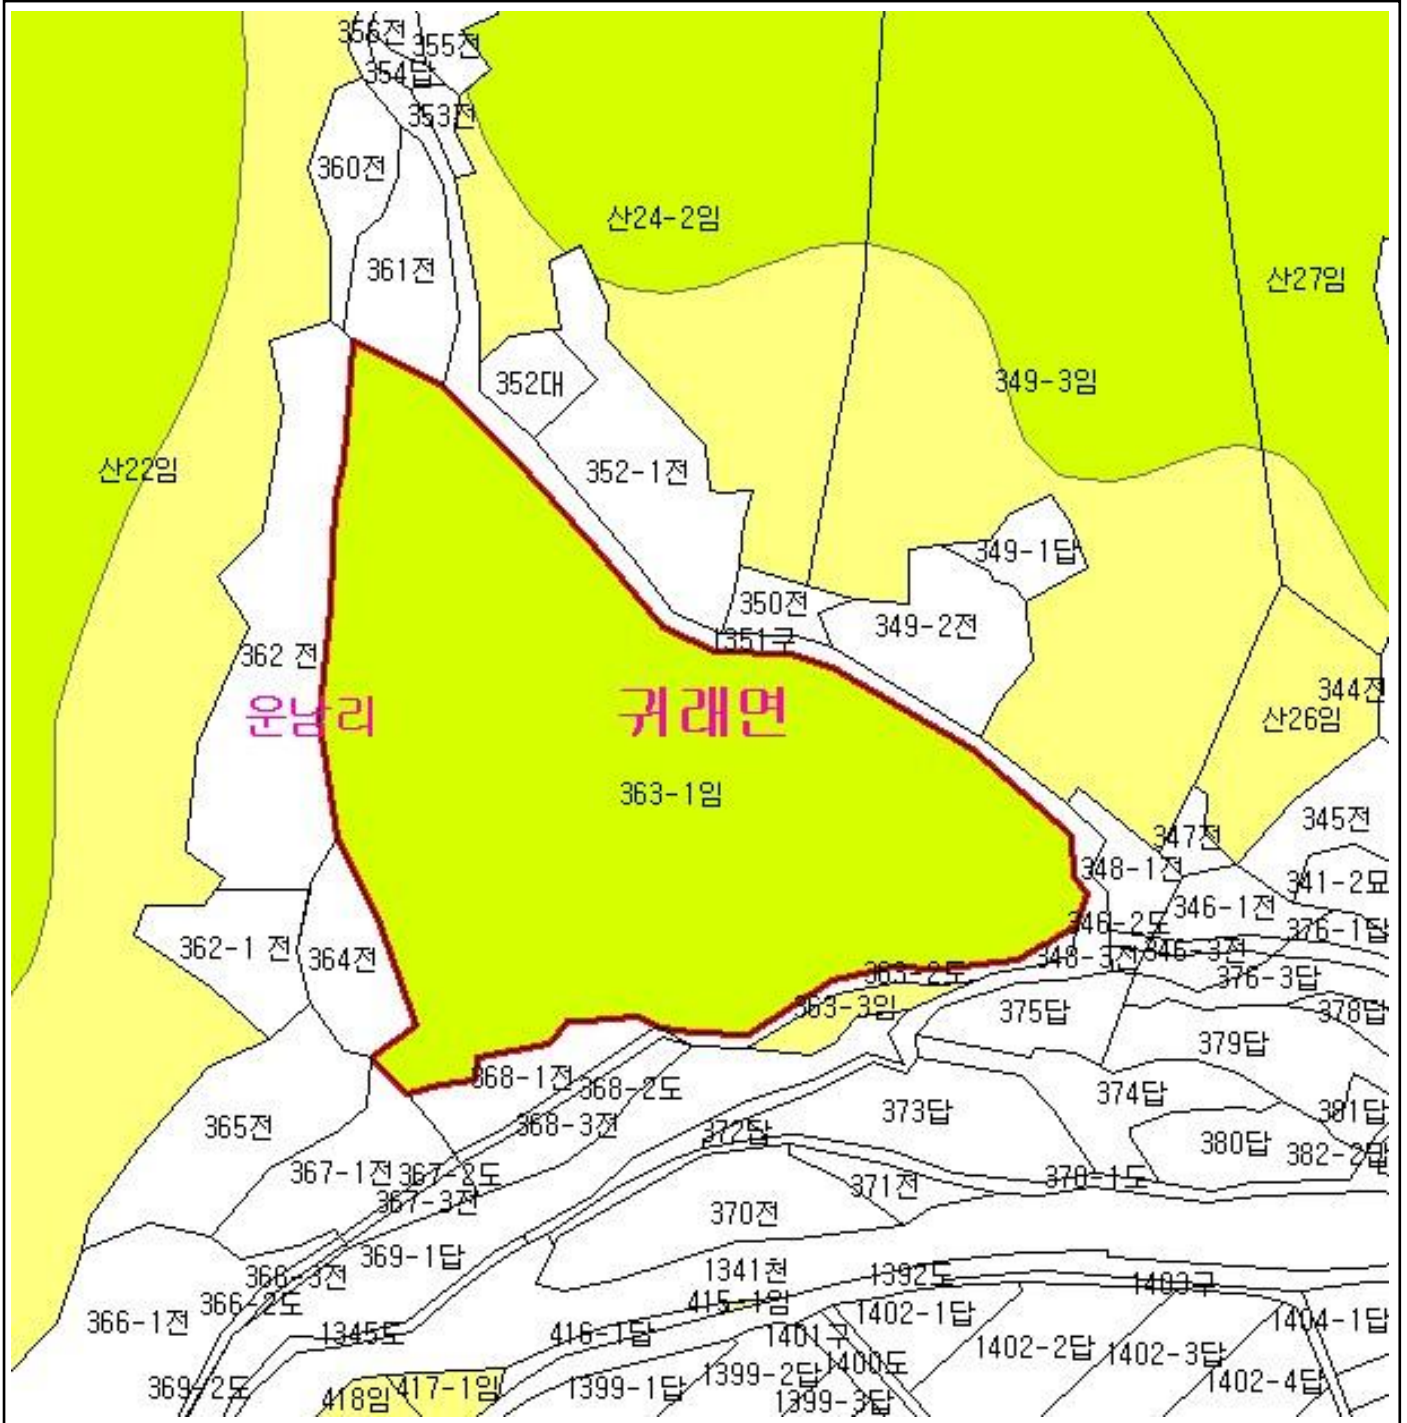 356전
355전
354답
353전
360전
산24-2임
361전
산27임
352대
349-3임
산22임
352-1전
349-1답
350전
349-2전
351구
362 전
344전
운남리
귀래면
산26임
363-1임
345전
347전
348-1전
341-2묘
346-1전
346-2도
376-1답
362-1 전
364전
346-3전
348-3전
363-2도
376-3답
363-3임
375답
378답
379답
368-1전
368-2도
374답
373답
381답
365전
368-3전
372답
380답
382-2답
367-1전
367-2도
370-1도
371전
367-3전
370전
369-1답
1341천
366-3전
1392도
1403구
366-2도
415-1임
1402-1답
366-1전
1404-1답
1345도
416-1답
1401구
1402-2답
1402-3답
1400도
1399-2답
369-2도
418임
417-1임
1399-1답
1402-4답
1399-3답